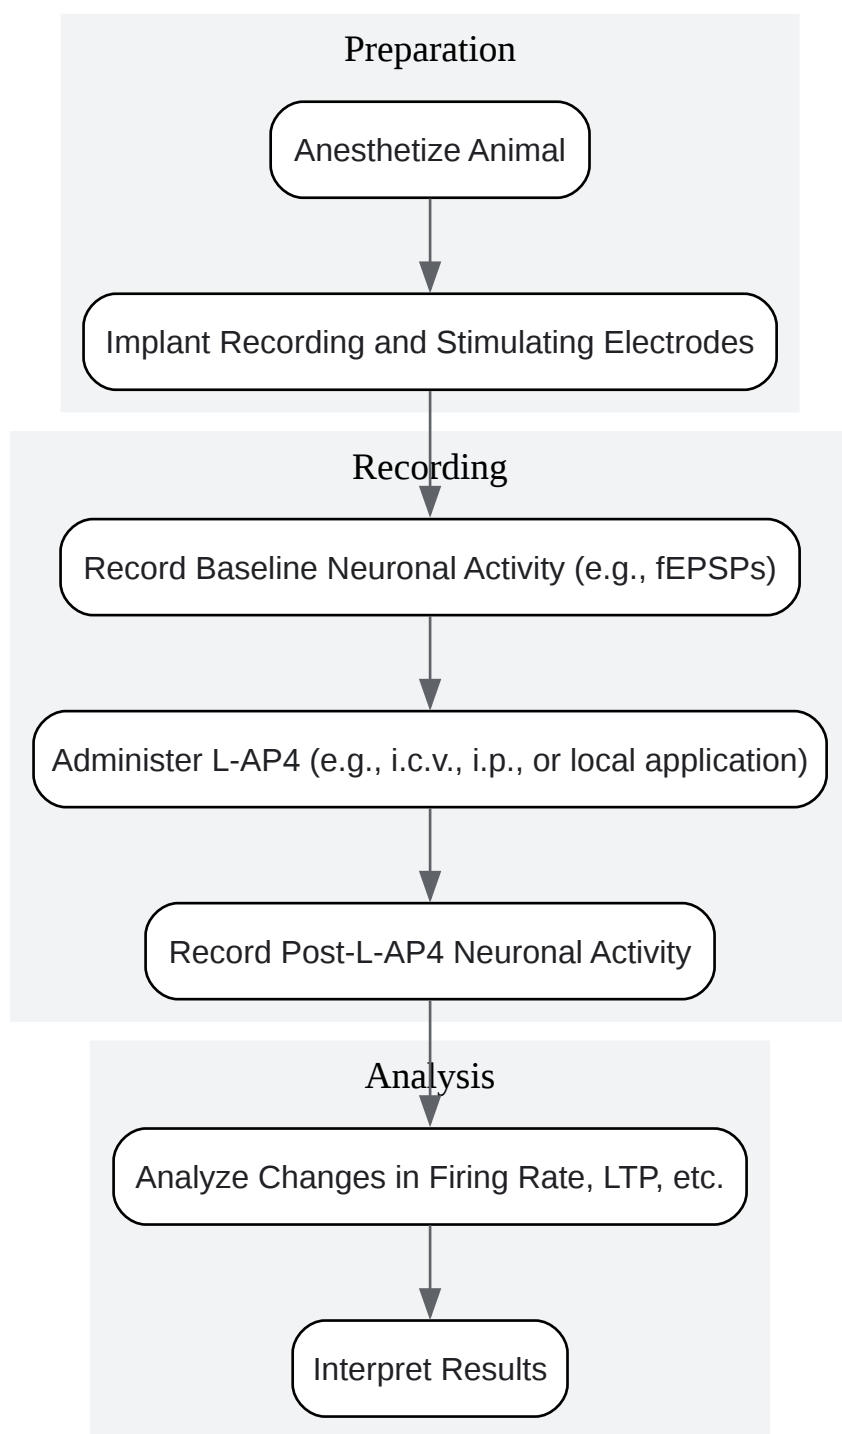 Preparation
Anesthetize Animal
Implant Recording and Stimulating Electrodes
Recording
Record Baseline Neuronal Activity (e.g., fEPSPs)
Administer L-AP4 (e.g., i.c.v., i.p., or local application)
Record Post-L-AP4 Neuronal Activity
Analysis
Analyze Changes in Firing Rate, LTP, etc.
Interpret Results